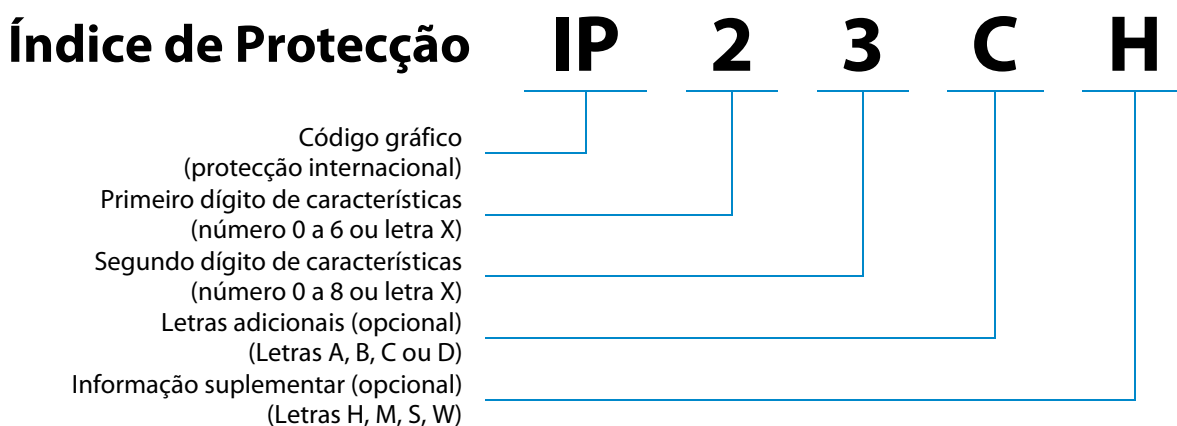 Índice de Protecção IP 2 3 C H
Código gráfico
(protecção internacional)
Primeiro dígito de características
(número 0 a 6 ou letra X)
Segundo dígito de características
(número 0 a 8 ou letra X)
Letras adicionais (opcional)
(Letras A, B, C ou D)
Informação suplementar (opcional)
(Letras H, M, S, W)